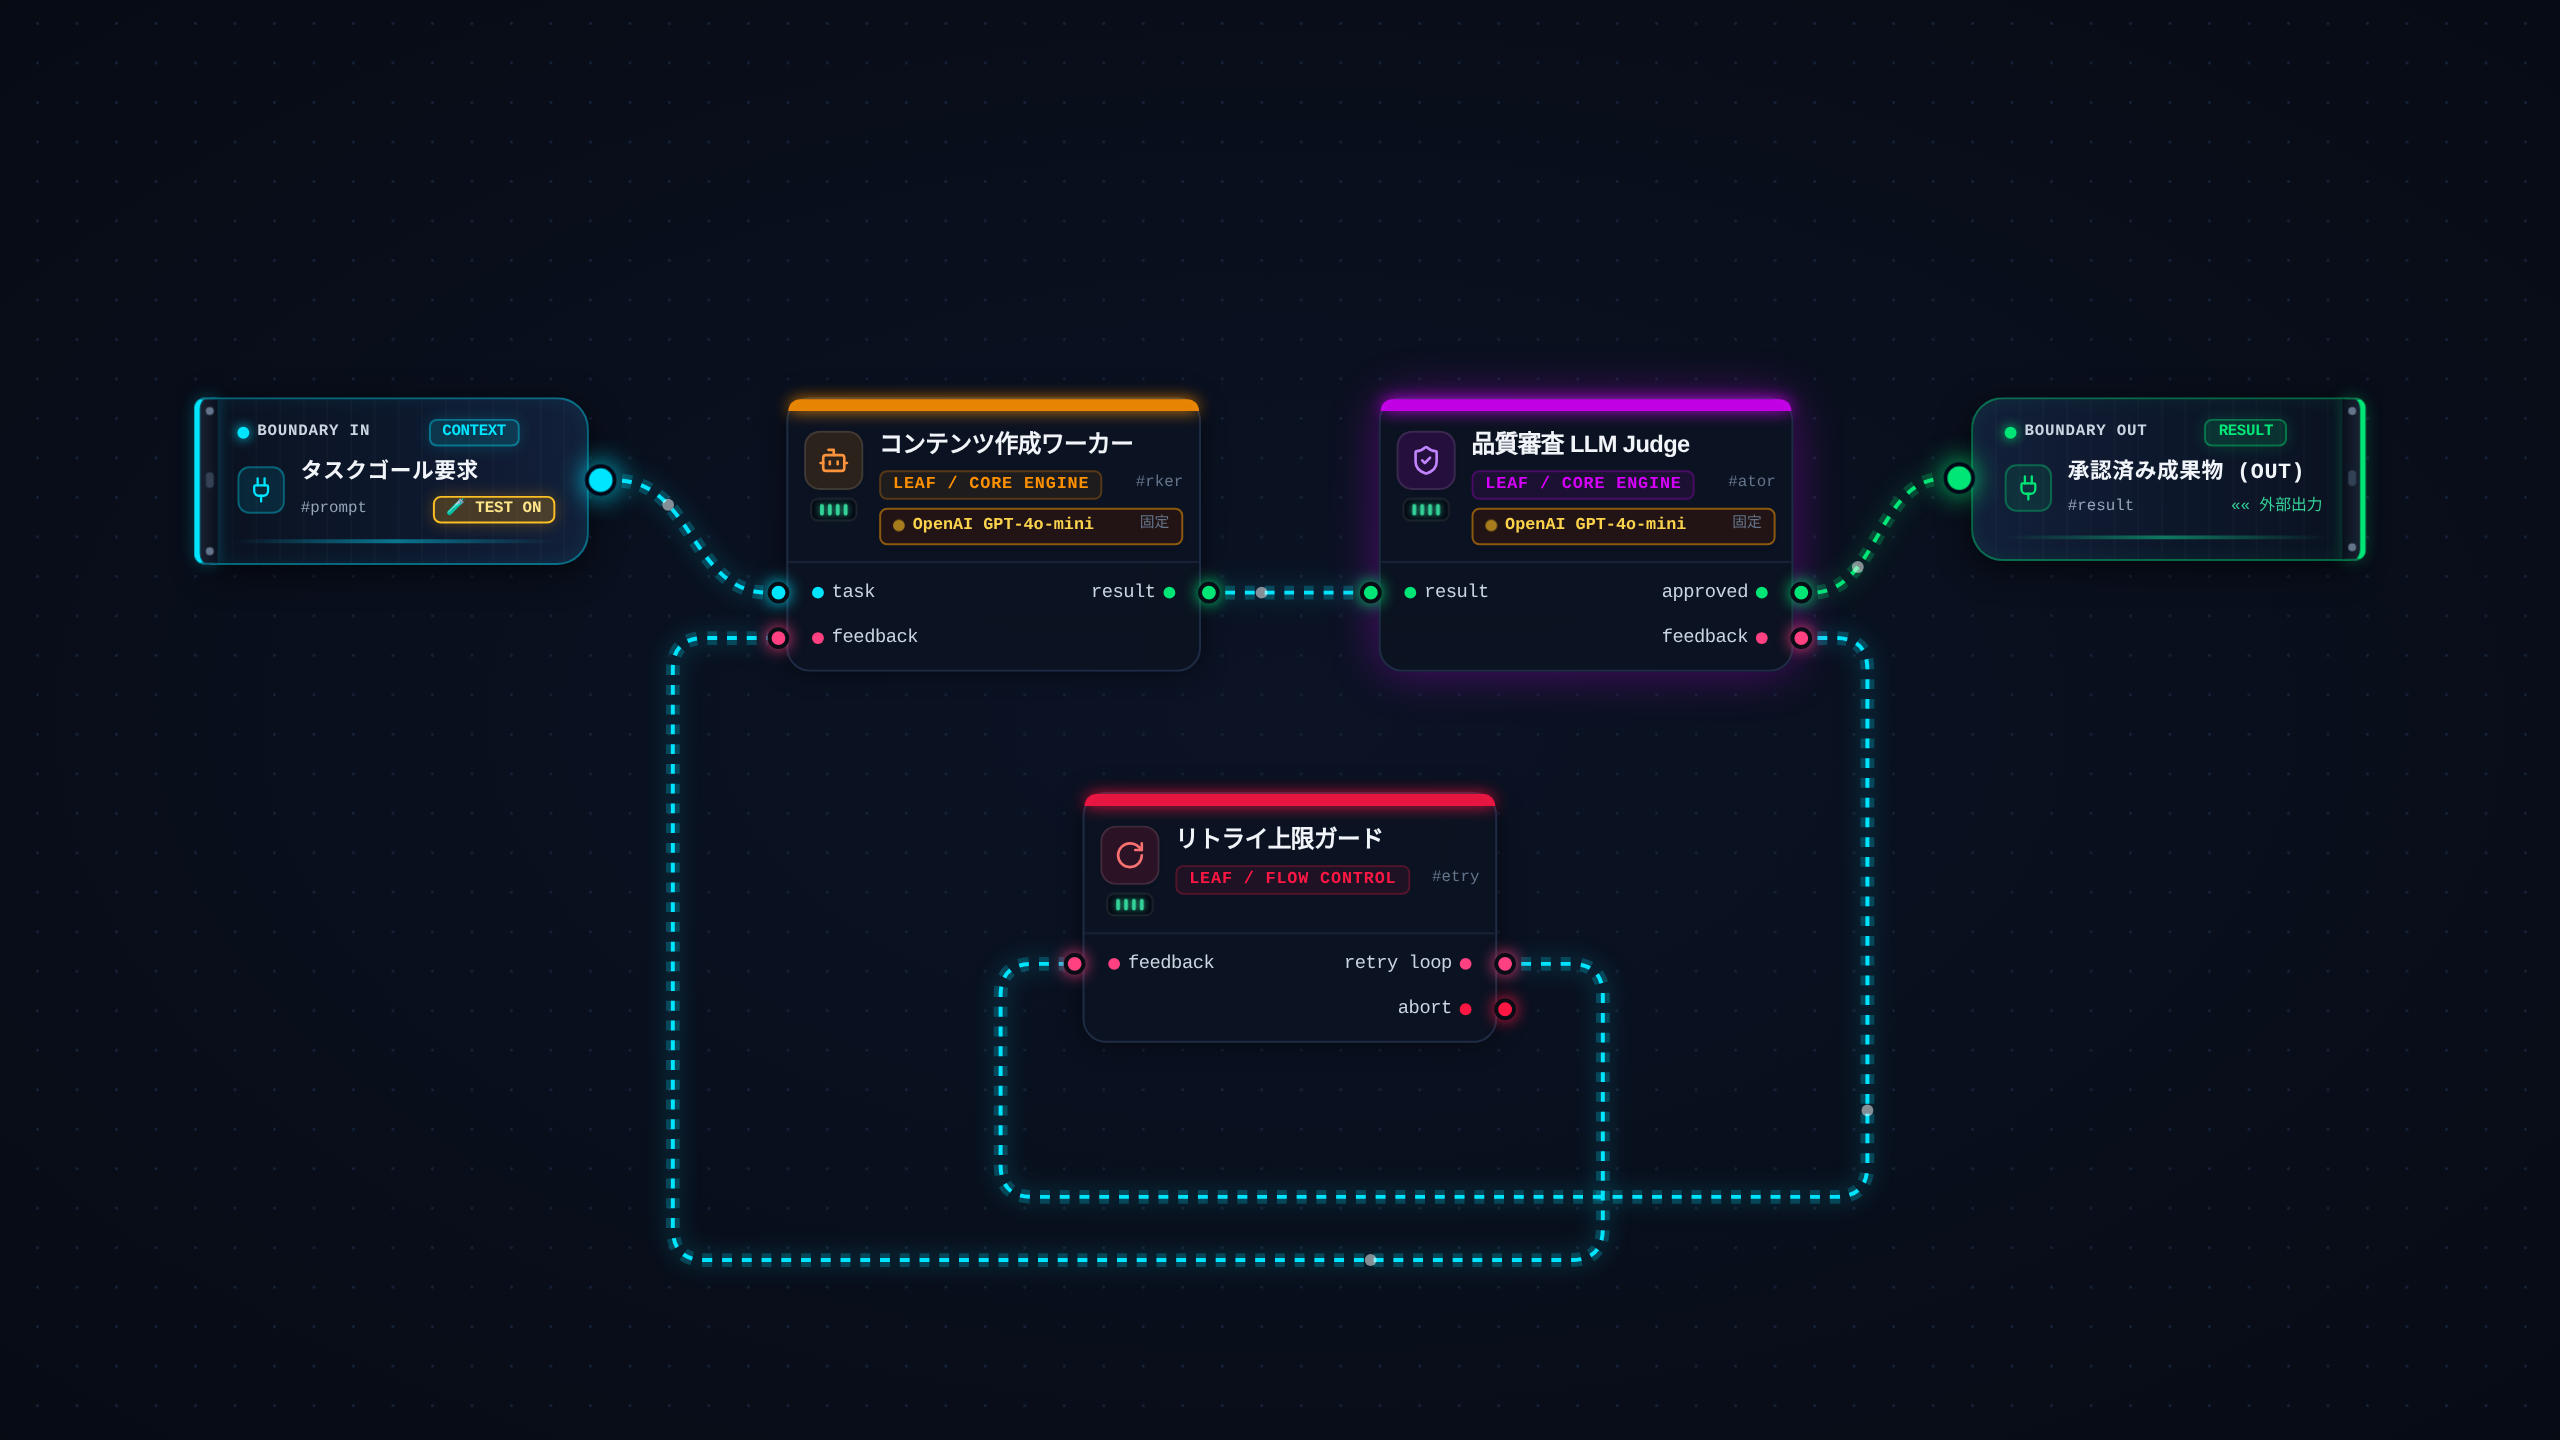 BOUNDARY IN CONTEXT
タスクゴール要求
#prompt 🧪 TEST ON
コンテンツ作成ワーカー
LEAF / CORE ENGINE #rker
OpenAI GPT-4o-mini 固定
task result
feedback
品質審査 LLM Judge
LEAF / CORE ENGINE #ator
OpenAI GPT-4o-mini 固定
result approved
feedback
BOUNDARY OUT RESULT
承認済み成果物 (OUT)
#result «« 外部出力
リトライ上限ガード
LEAF / FLOW CONTROL #etry
feedback retry loop
abort